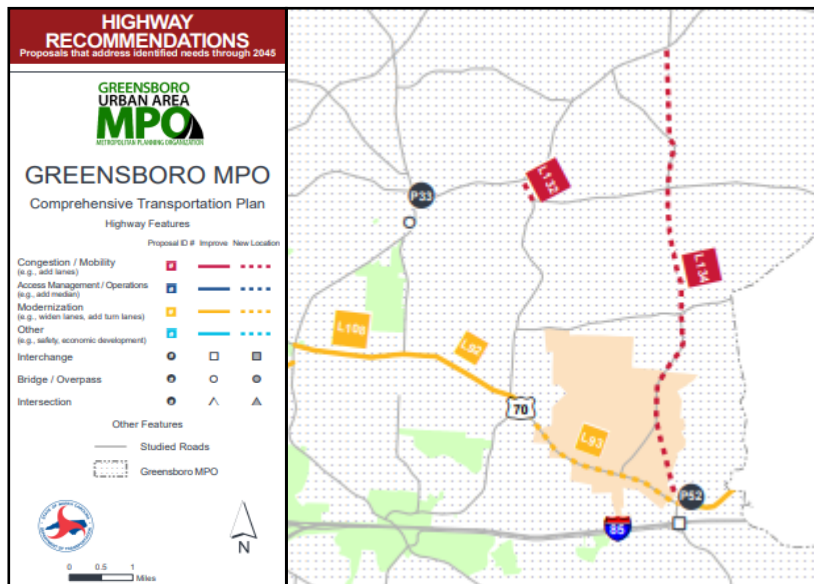 HIGHWAY
RECOMMENDATIONS
Proposals that address identified needs through 2045
GREENSBORO
URBAN AREA
MPO
METROPOLITAN PLANNING ORGANIZATION
GREENSBORO MPO
Comprehensive Transportation Plan
Highway Features
Proposal ID # Improve New Location
Congestion / Mobility
(e.g., add lanes)
Access Management / Operations
(e.g., add median)
Modernization
(e.g., widen lanes, add turn lanes)
Other
(e.g., safety, economic development)
Interchange
Bridge / Overpass
Intersection
Other Features
Studied Roads
Greensboro MPO
N
0 0.5 1
Miles
L132
P33
L134
L108
L92
70
L93
P52
85